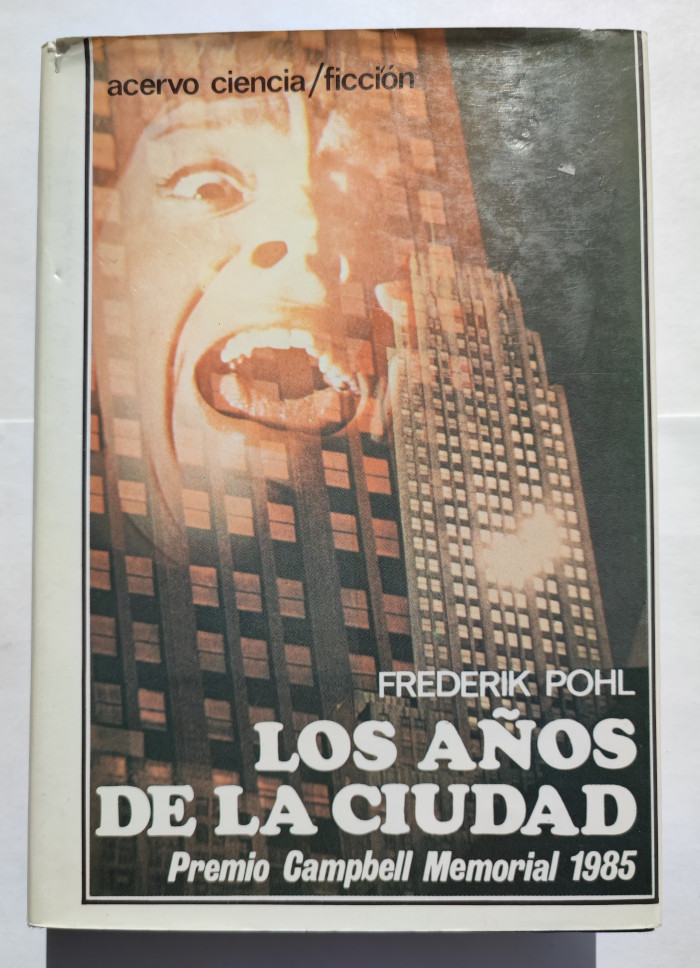 acervo ciencia/ficción
FREDERIK POHL
LOS AÑOS
DE LA CIUDAD
Premio Campbell Memorial 1985